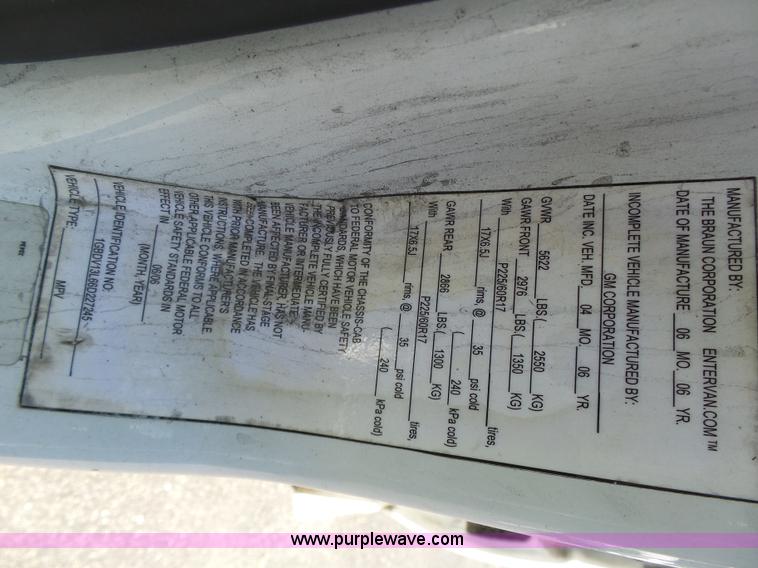 MANUFACTURED BY:
THE BRAUN CORPORATION ENTERVAN.COM™
DATE OF MANUFACTURE 06 MO. 06 YR.
INCOMPLETE VEHICLE MANUFACTURED BY:
GM CORPORATION
DATE INC. VEH. MFD. 04 MO. 06 YR.
GVWR 5622 LBS.( 2550 KG)
GAWR FRONT 2976 LBS.( 1350 KG)
With P225/60R17 tires,
17X6.5J rims, @ 35 psi cold
( 240 kPa cold)
GAWR REAR 2866 LBS.( 1300 KG)
With P225/60R17 tires,
17X6.5J rims, @ 35 psi cold
( 240 kPa cold)
CONFORMITY OF THE CHASSIS-CAB
TO FEDERAL MOTOR VEHICLE SAFETY
STANDARDS, WHICH HAVE BEEN
PREVIOUSLY FULLY CERTIFIED BY
THE INCOMPLETE VEHICLE MANU-
FACTURER OR INTERMEDIATE
VEHICLE MANUFACTURER, HAS NOT
BEEN AFFECTED BY FINAL-STAGE
MANUFACTURE. THE VEHICLE HAS
BEEN COMPLETED IN ACCORDANCE
WITH PRIOR MANUFACTURER'S
INSTRUCTIONS, WHERE APPLICABLE.
THIS VEHICLE CONFORMS TO ALL
OTHER APPLICABLE FEDERAL MOTOR
VEHICLE SAFETY STANDARDS IN
EFFECT IN 06/06
(MONTH, YEAR)
VEHICLE IDENTIFICATION NO.
1GBDV13L86D227245
VEHICLE TYPE MPV
www.purplewave.com